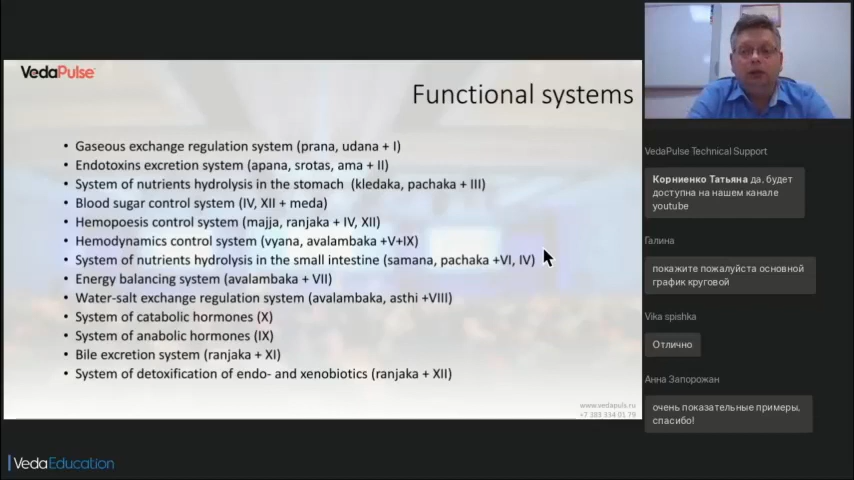 VedaPulse
Functional systems
• Gaseous exchange regulation system (prana, udana + I)
• Endotoxins excretion system (apana, srotas, ama + II)
• System of nutrients hydrolysis in the stomach (kledaka, pachaka + III)
• Blood sugar control system (IV, XII + meda)
• Hemopoesis control system (majja, ranjaka + IV, XII)
• Hemodynamics control system (vyana, avalambaka +V+IX)
• System of nutrients hydrolysis in the small intestine (samana, pachaka +VI, IV)
• Energy balancing system (avalambaka + VII)
• Water-salt exchange regulation system (avalambaka, asthi +VIII)
• System of catabolic hormones (X)
• System of anabolic hormones (IX)
• Bile excretion system (ranjaka + XI)
• System of detoxification of endo- and xenobiotics (ranjaka + XII)
www.vedapuls.ru
+7 383 334 01 79
VedaEducation
VedaPulse Technical Support
Корниенко Татьяна да, будет
доступна на нашем канале
youtube
Галина
покажите пожалуйста основной
график круговой
Vika spishka
Отлично
Анна Запорожан
очень показательные примеры,
спасибо!